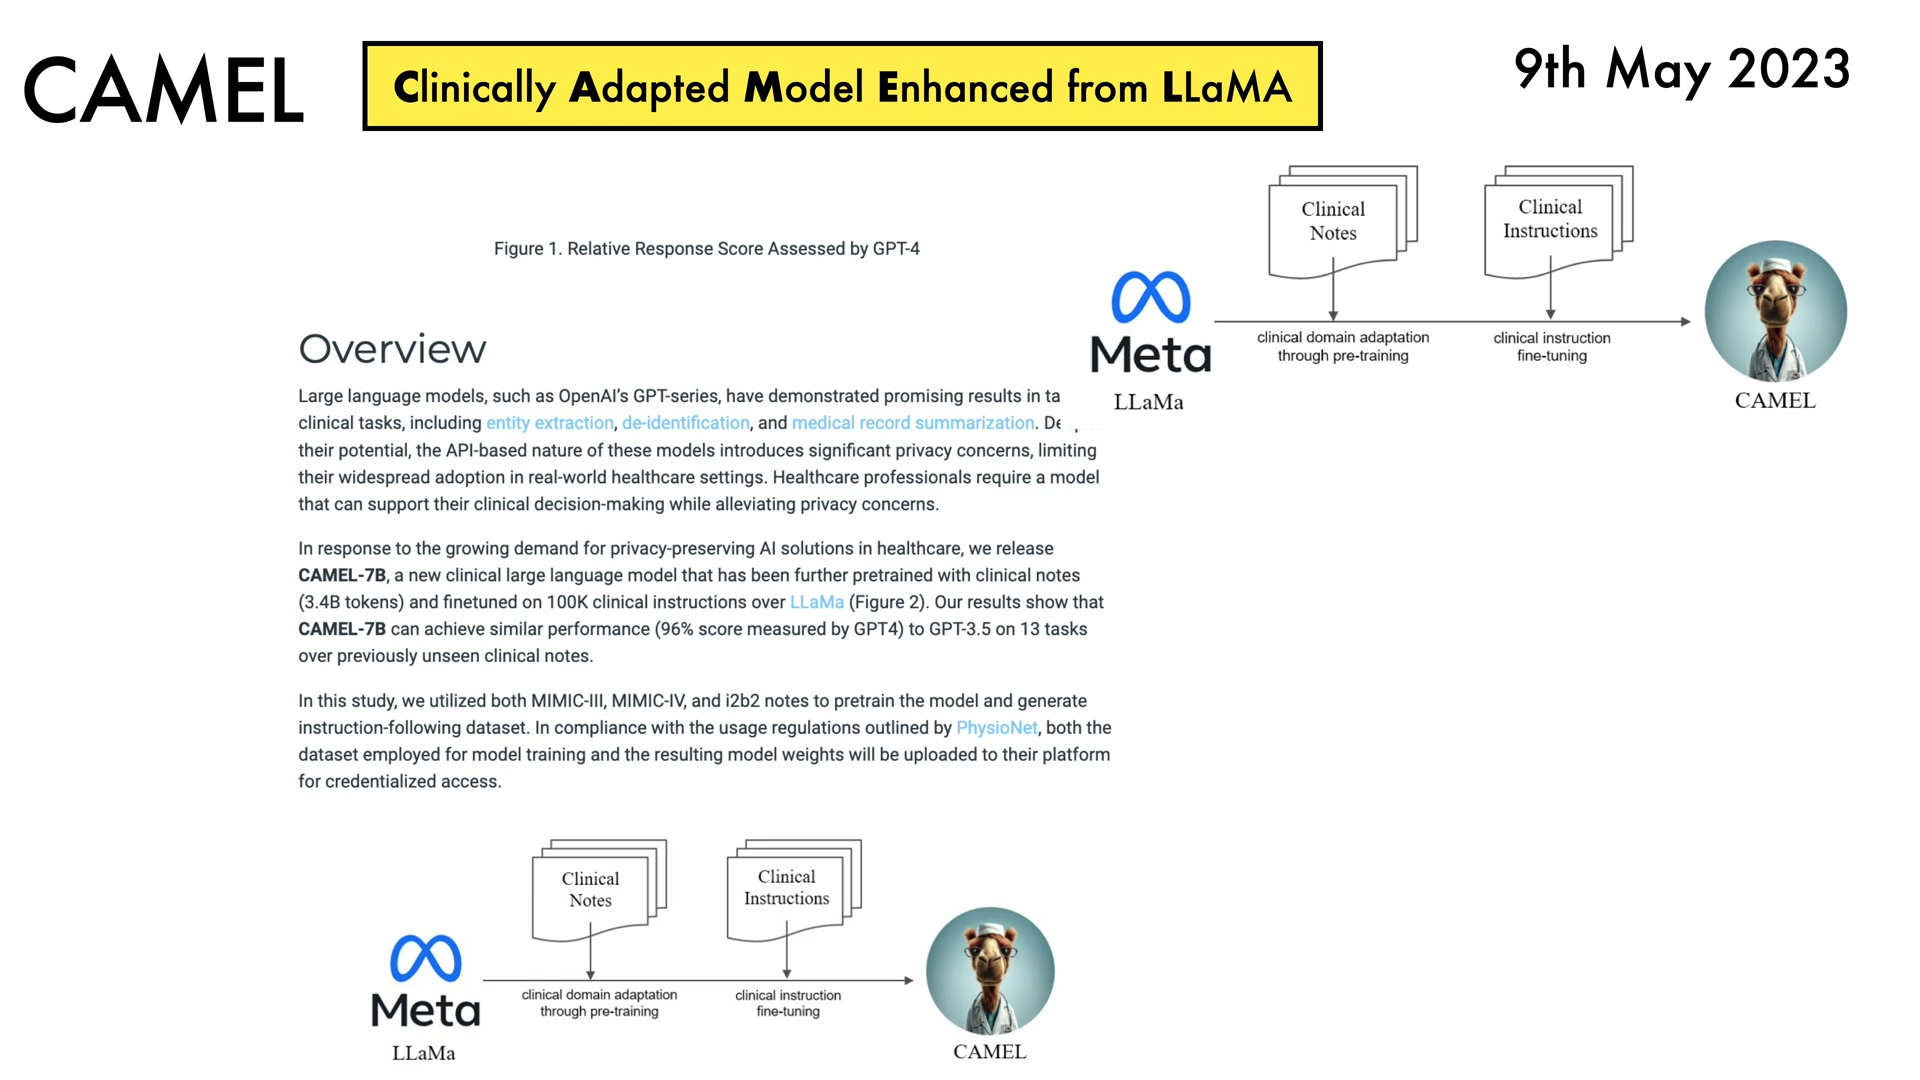 CAMEL
Clinically Adapted Model Enhanced from LLaMA
9th May 2023
Clinical
Notes
Clinical
Instructions
Meta
LLaMa
clinical domain adaptation
through pre-training
clinical instruction
fine-tuning
CAMEL
Figure 1. Relative Response Score Assessed by GPT-4
Overview
Large language models, such as OpenAI's GPT-series, have demonstrated promising results in ta
clinical tasks, including entity extraction, de-identification, and medical record summarization. De
their potential, the API-based nature of these models introduces significant privacy concerns, limiting
their widespread adoption in real-world healthcare settings. Healthcare professionals require a model
that can support their clinical decision-making while alleviating privacy concerns.
In response to the growing demand for privacy-preserving AI solutions in healthcare, we release
CAMEL-7B, a new clinical large language model that has been further pretrained with clinical notes
(3.4B tokens) and finetuned on 100K clinical instructions over LLaMa (Figure 2). Our results show that
CAMEL-7B can achieve similar performance (96% score measured by GPT4) to GPT-3.5 on 13 tasks
over previously unseen clinical notes.
In this study, we utilized both MIMIC-III, MIMIC-IV, and i2b2 notes to pretrain the model and generate
instruction-following dataset. In compliance with the usage regulations outlined by PhysioNet, both the
dataset employed for model training and the resulting model weights will be uploaded to their platform
for credentialized access.
Clinical
Notes
Clinical
Instructions
Meta
LLaMa
clinical domain adaptation
through pre-training
clinical instruction
fine-tuning
CAMEL